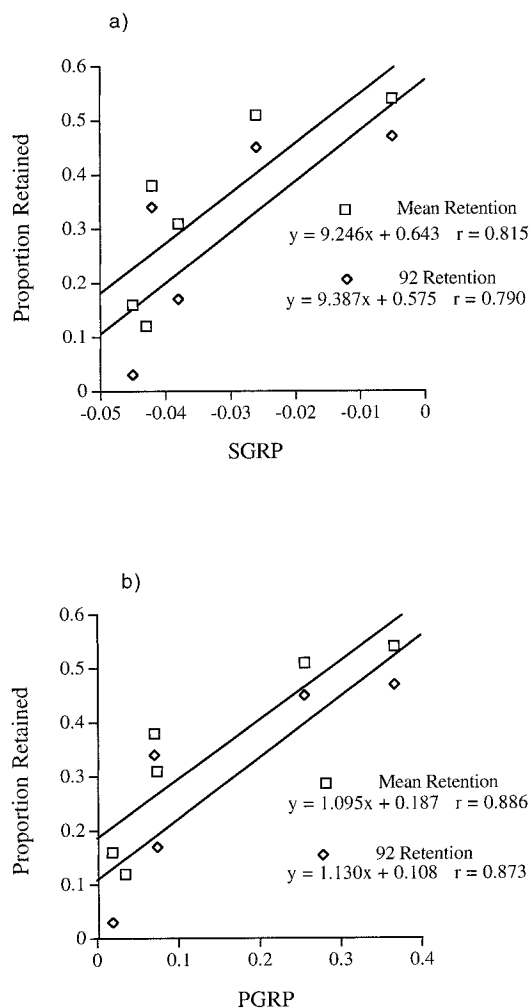 a)
0.6
0.5
0.4
0.3
0.2
0.1
0
Proportion Retained
Mean Retention
y = 9.246x + 0.643 r = 0.815
92 Retention
y = 9.387x + 0.575 r = 0.790
-0.05 -0.04 -0.03 -0.02 -0.01 0
SGRP
b)
0.6
0.5
0.4
0.3
0.2
0.1
0
Proportion Retained
Mean Retention
y = 1.095x + 0.187 r = 0.886
92 Retention
y = 1.130x + 0.108 r = 0.873
0 0.1 0.2 0.3 0.4
PGRP